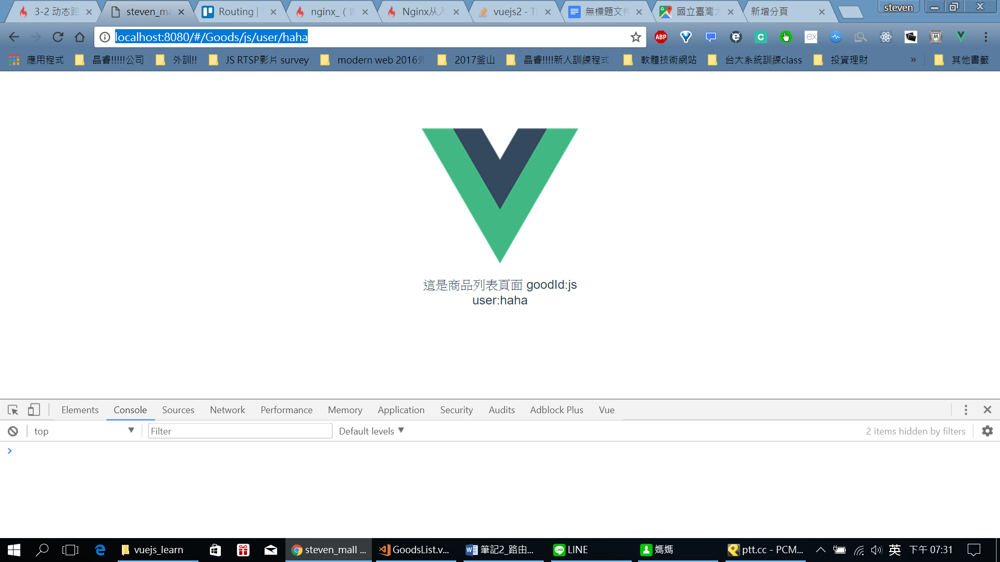 3-2 动态路
steven_ma
Routing | T
nginx_ (
Nginx从入
vuejs2 - Th
無標題文件
國立臺灣大
新增分頁
steven
localhost:8080/#/Goods/js/user/haha
應用程式
晶睿!!!!!公司
外訓!!
JS RTSP影片 survey
modern web 2016外
2017釜山
晶睿!!!!新人訓練程式
軟體技術網站
台大系統訓練class
投資理財
»
其他書籤
這是商品列表頁面 goodId:js
user:haha
Elements Console Sources Network Performance Memory Application Security Audits Adblock Plus Vue
top Filter Default levels 2 items hidden by filters
vuejs_learn
steven_mall ...
GoodsList.v...
筆記2_路由...
LINE
媽媽
ptt.cc - PCM...
英
下午 07:31